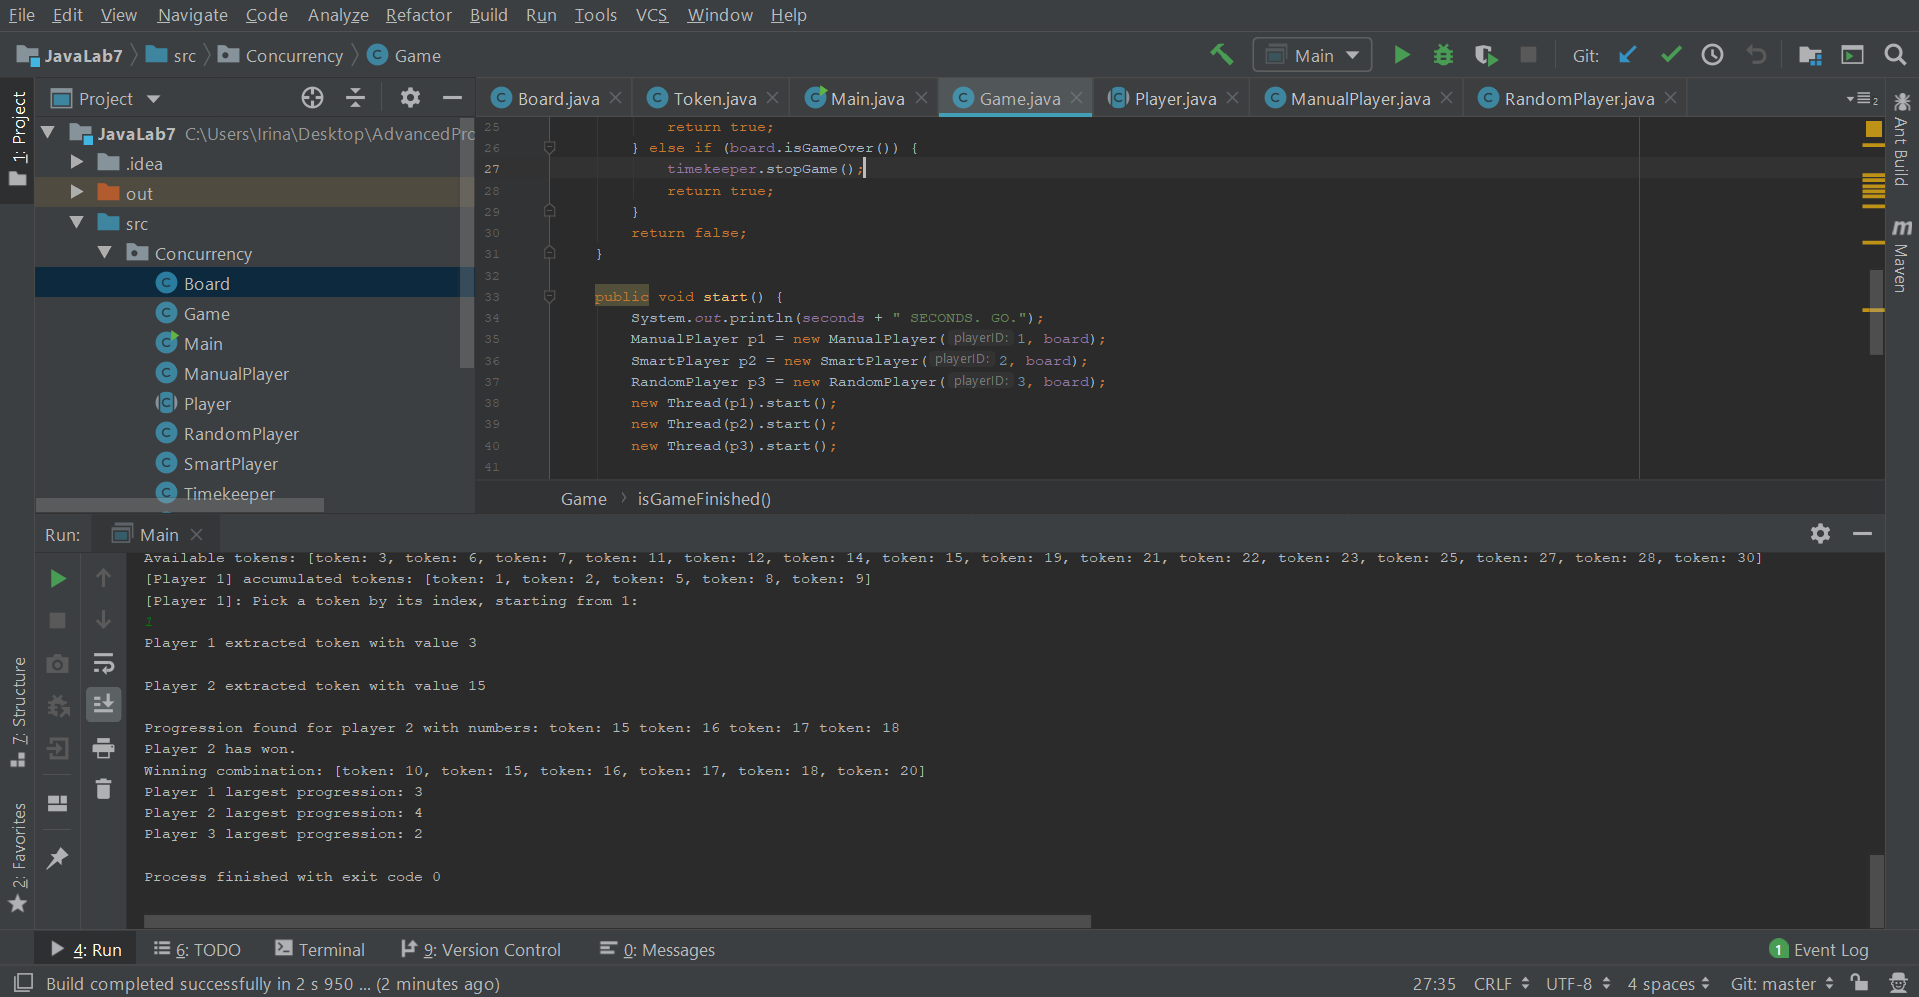 File Edit View Navigate Code Analyze Refactor Build Run Tools VCS Window Help
JavaLab7 src Concurrency Game Main Git:
1: Project
Project
Board.java Token.java Main.java Game.java Player.java ManualPlayer.java RandomPlayer.java 2
JavaLab7 C:\Users\Irina\Desktop\AdvancedPro
.idea
out
src
Concurrency
Board
Game
Main
ManualPlayer
Player
RandomPlayer
SmartPlayer
Timekeeper
25 return true;
26 } else if (board.isGameOver()) {
27 timekeeper.stopGame();
28 return true;
29 }
30 return false;
31 }
32
33 public void start() {
34 System.out.println(seconds + " SECONDS. GO.");
35 ManualPlayer p1 = new ManualPlayer( playerID: 1, board);
36 SmartPlayer p2 = new SmartPlayer( playerID: 2, board);
37 RandomPlayer p3 = new RandomPlayer( playerID: 3, board);
38 new Thread(p1).start();
39 new Thread(p2).start();
40 new Thread(p3).start();
41
Game isGameFinished()
Ant Build
Maven
Run: Main
Available tokens: [token: 3, token: 6, token: 7, token: 11, token: 12, token: 14, token: 15, token: 19, token: 21, token: 22, token: 23, token: 25, token: 27, token: 28, token: 30]
[Player 1] accumulated tokens: [token: 1, token: 2, token: 5, token: 8, token: 9]
[Player 1]: Pick a token by its index, starting from 1:
1
Player 1 extracted token with value 3
Player 2 extracted token with value 15
Progression found for player 2 with numbers: token: 15 token: 16 token: 17 token: 18
Player 2 has won.
Winning combination: [token: 10, token: 15, token: 16, token: 17, token: 18, token: 20]
Player 1 largest progression: 3
Player 2 largest progression: 4
Player 3 largest progression: 2
Process finished with exit code 0
7: Structure
2: Favorites
4: Run 6: TODO Terminal 9: Version Control 0: Messages 1 Event Log
Build completed successfully in 2 s 950 ... (2 minutes ago) 27:35 CRLF UTF-8 4 spaces Git: master